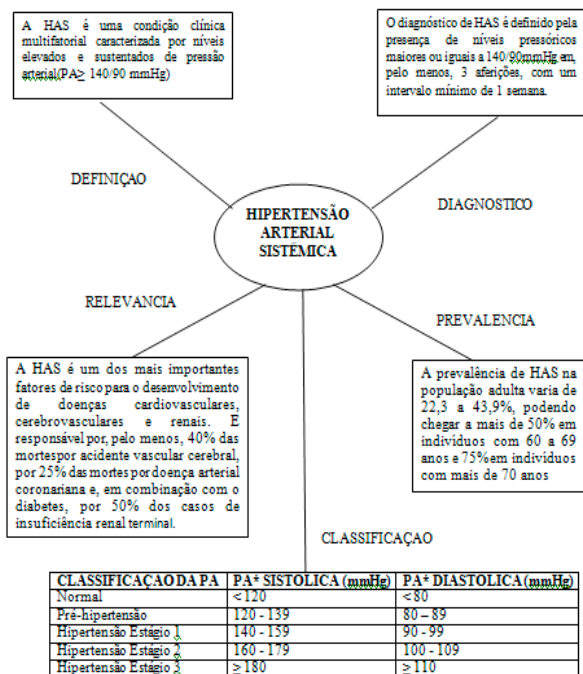 A HAS é uma condição clínica
multifatorial caracterizada por níveis
elevados e sustentados de pressão
arterial(PA≥ 140/90 mmHg)
O diagnóstico de HAS é definido pela
presença de níveis pressóricos
maiores ou iguais a 140/90mmHg em,
pelo menos, 3 aferições, com um
intervalo mínimo de 1 semana.
DEFINIÇAO
DIAGNOSTICO
HIPERTENSÃO
ARTERIAL
SISTÊMICA
RELEVANCIA
PREVALENCIA
A HAS é um dos mais importantes
fatores de risco para o desenvolvimento
de doenças cardiovasculares,
cerebrovasculares e renais. E
responsável por, pelo menos, 40% das
mortespor acidente vascular cerebral,
por 25% das mortes por doença arterial
coronariana e, em combinação com o
diabetes, por 50% dos casos de
insuficiência renal terminal.
A prevalência de HAS na
população adulta varia de
22,3 a 43,9%, podendo
chegar a mais de 50% em
indivíduos com 60 a 69
anos e 75% em indivíduos
com mais de 70 anos
CLASSIFICAÇAO
CLASSIFICAÇAO DA PA PA* SISTOLICA (mmHg) PA* DIASTOLICA (mmHg)
Normal <120 <80
Pré-hipertensão 120 - 139 80 – 89
Hipertensão Estágio 1 140 - 159 90 - 99
Hipertensão Estágio 2 160 - 179 100 - 109
Hipertensão Estágio 3 ≥180 ≥110